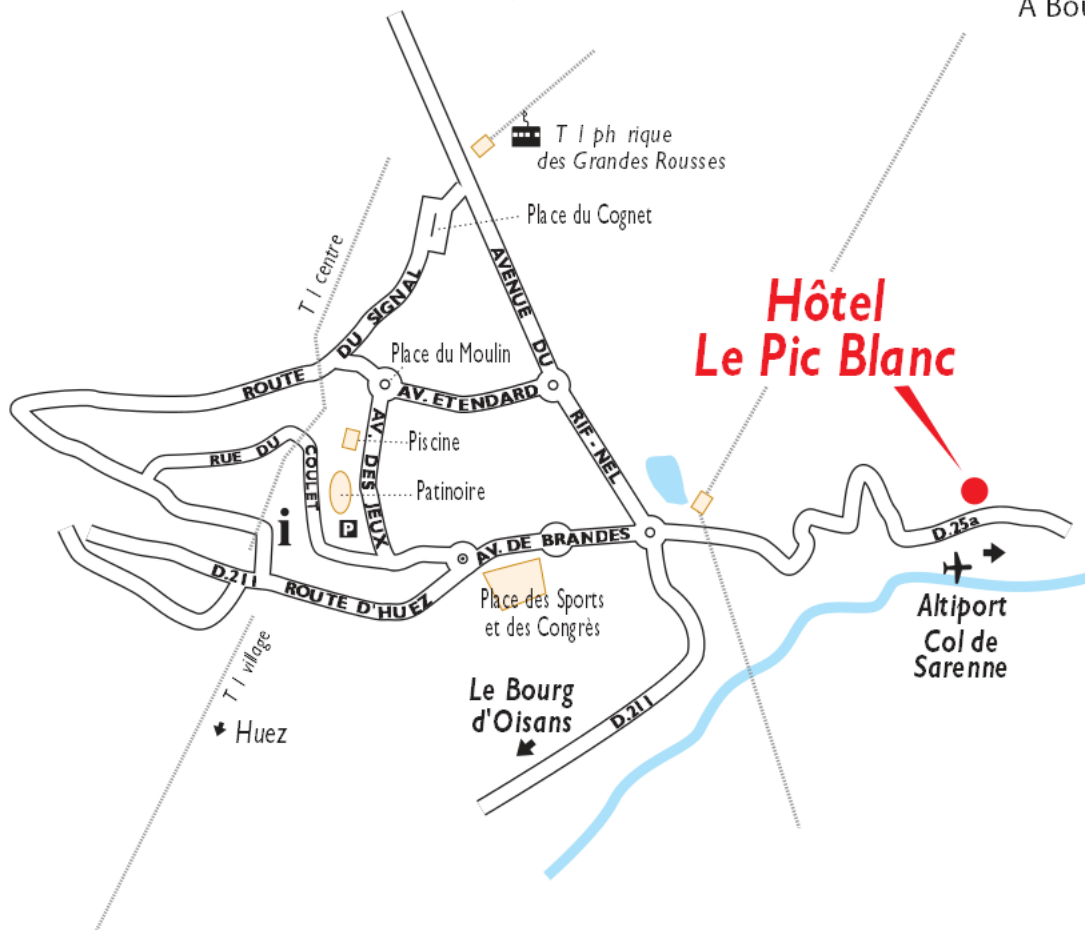 A Bou
T l ph rique
des Grandes Rousses
Place du Cognet
T l centre
AVENUE DU
RIF - NEL
Hôtel
Le Pic Blanc
ROUTE DU SIGNAL
Place du Moulin
AV. ETENDARD
AV. DES JEUX
Piscine
RUE DU
COULET
Patinoire
i
P
AV. DE BRANDES
D.25a
D.211 ROUTE D'HUEZ
Place des Sports
et des Congrès
Altiport
Col de
Sarenne
T l village
Huez
Le Bourg
d'Oisans
D.211